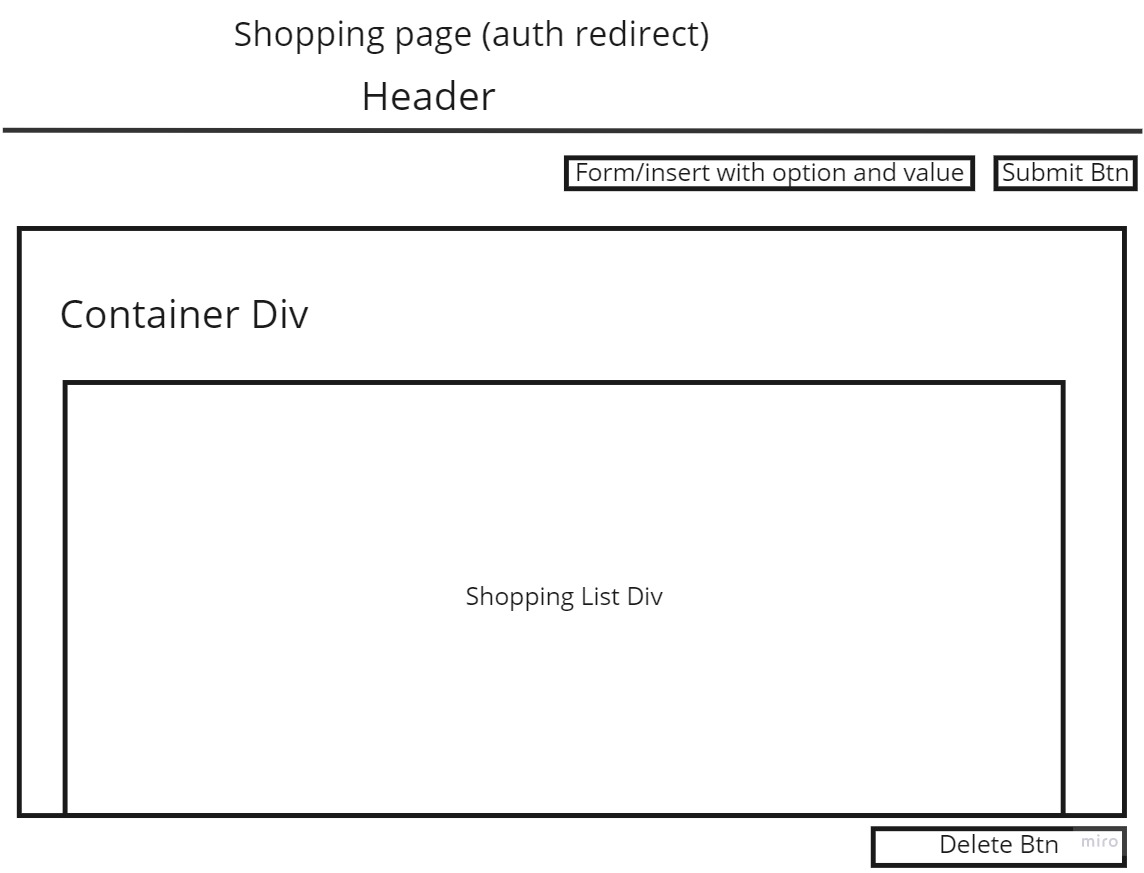 Shopping page (auth redirect)
Header
Form/insert with option and value
Submit Btn
Container Div
Shopping List Div
Delete Btn
miro